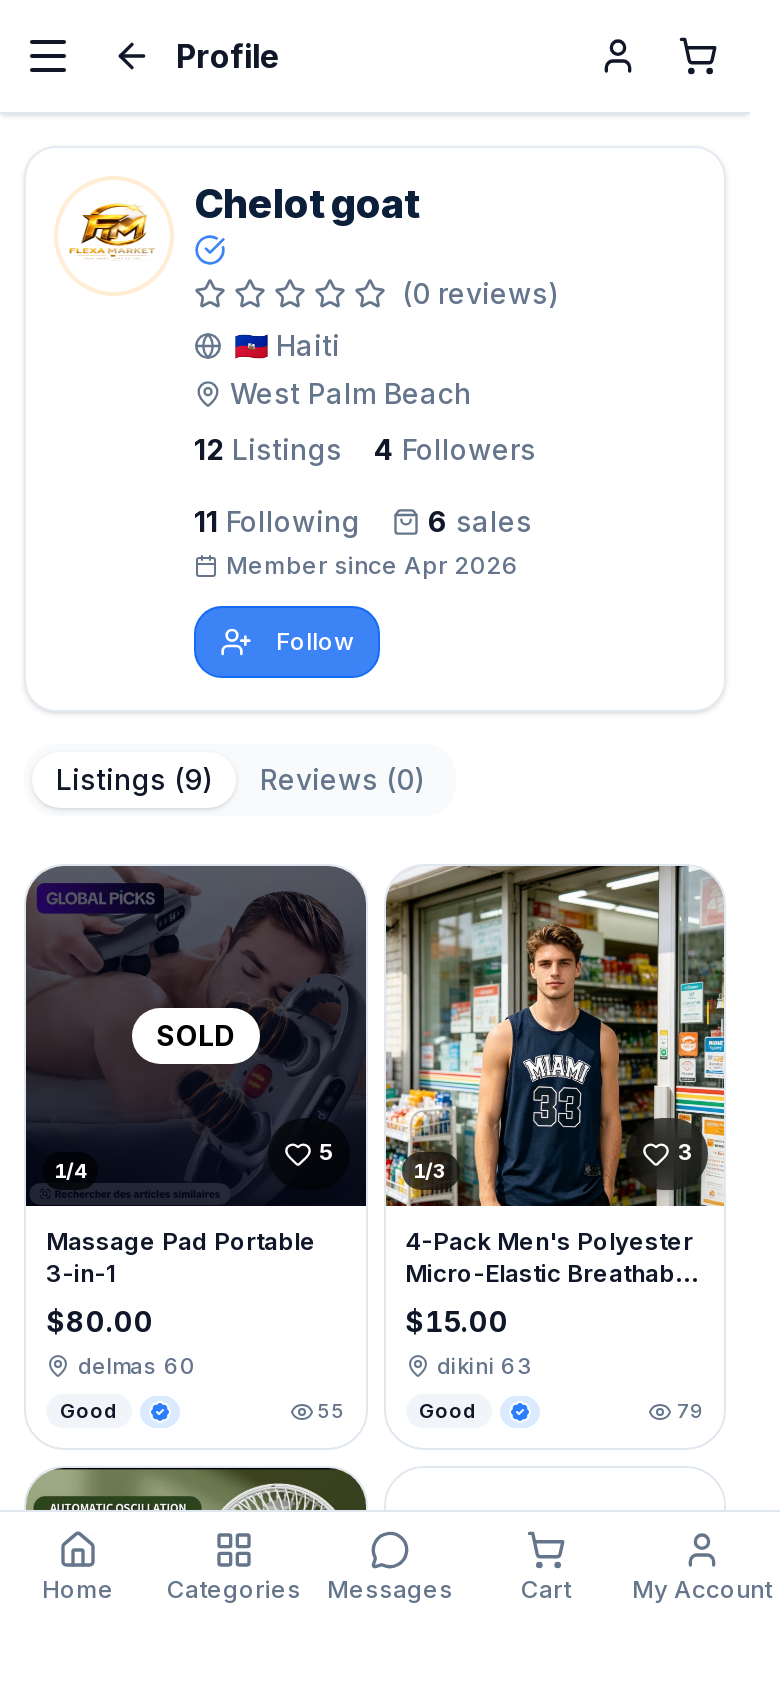 Profile
FM
FLEXA MARKET
Chelot goat
(0 reviews)
🇭🇹 Haiti
West Palm Beach
12 Listings 4 Followers
11 Following 6 sales
Member since Apr 2026
Follow
Listings (9) Reviews (0)
GLOBAL PiCKS
SOLD
5
1/4
Rechercher des articles similaires
MIAMI
33
3
1/3
Massage Pad Portable
3-in-1
$80.00
delmas 60
Good
55
4-Pack Men's Polyester
Micro-Elastic Breathab...
$15.00
dikini 63
Good
79
AUTOMATIC OSCILLATION
Home Categories Messages Cart My Account